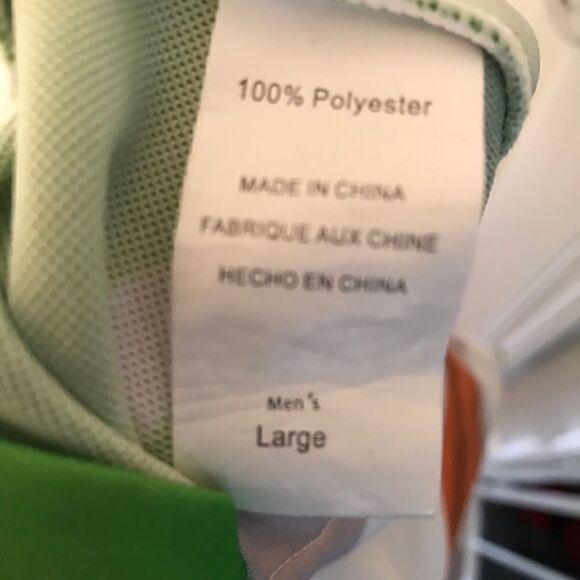 100% Polyester
MADE IN CHINA
FABRIQUE AUX CHINE
HECHO EN CHINA
Men's
Large